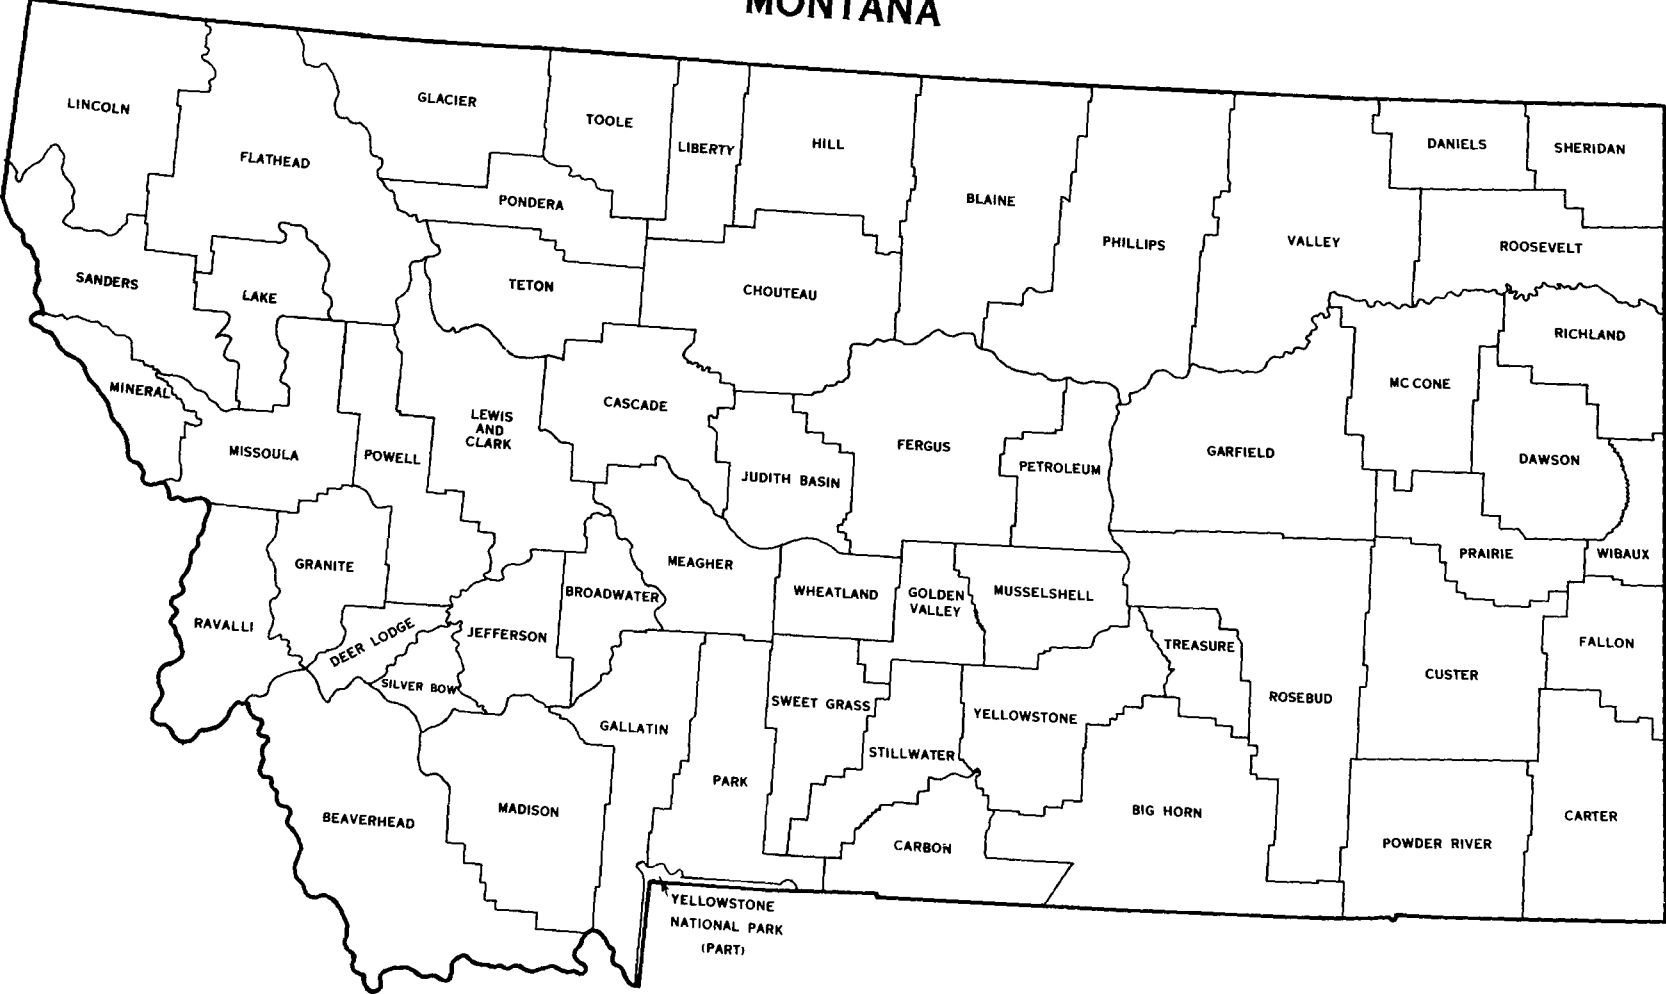 MONTANA
LINCOLN
FLATHEAD
GLACIER
TOOLE
LIBERTY
HILL
BLAINE
PHILLIPS
VALLEY
DANIELS
SHERIDAN
ROOSEVELT
PONDERA
SANDERS
LAKE
TETON
CHOUTEAU
RICHLAND
MINERAL
MISSOULA
POWELL
LEWIS
AND
CLARK
CASCADE
JUDITH BASIN
FERGUS
PETROLEUM
GARFIELD
MC CONE
DAWSON
GRANITE
MEAGHER
BROADWATER
WHEATLAND
GOLDEN
VALLEY
MUSSELSHELL
PRAIRIE
WIBAUX
RAVALLI
DEER LODGE
JEFFERSON
SILVER BOW
TREASURE
CUSTER
FALLON
GALLATIN
SWEET GRASS
YELLOWSTONE
ROSEBUD
STILLWATER
PARK
BEAVERHEAD
MADISON
CARBON
BIG HORN
POWDER RIVER
CARTER
YELLOWSTONE
NATIONAL PARK
(PART)